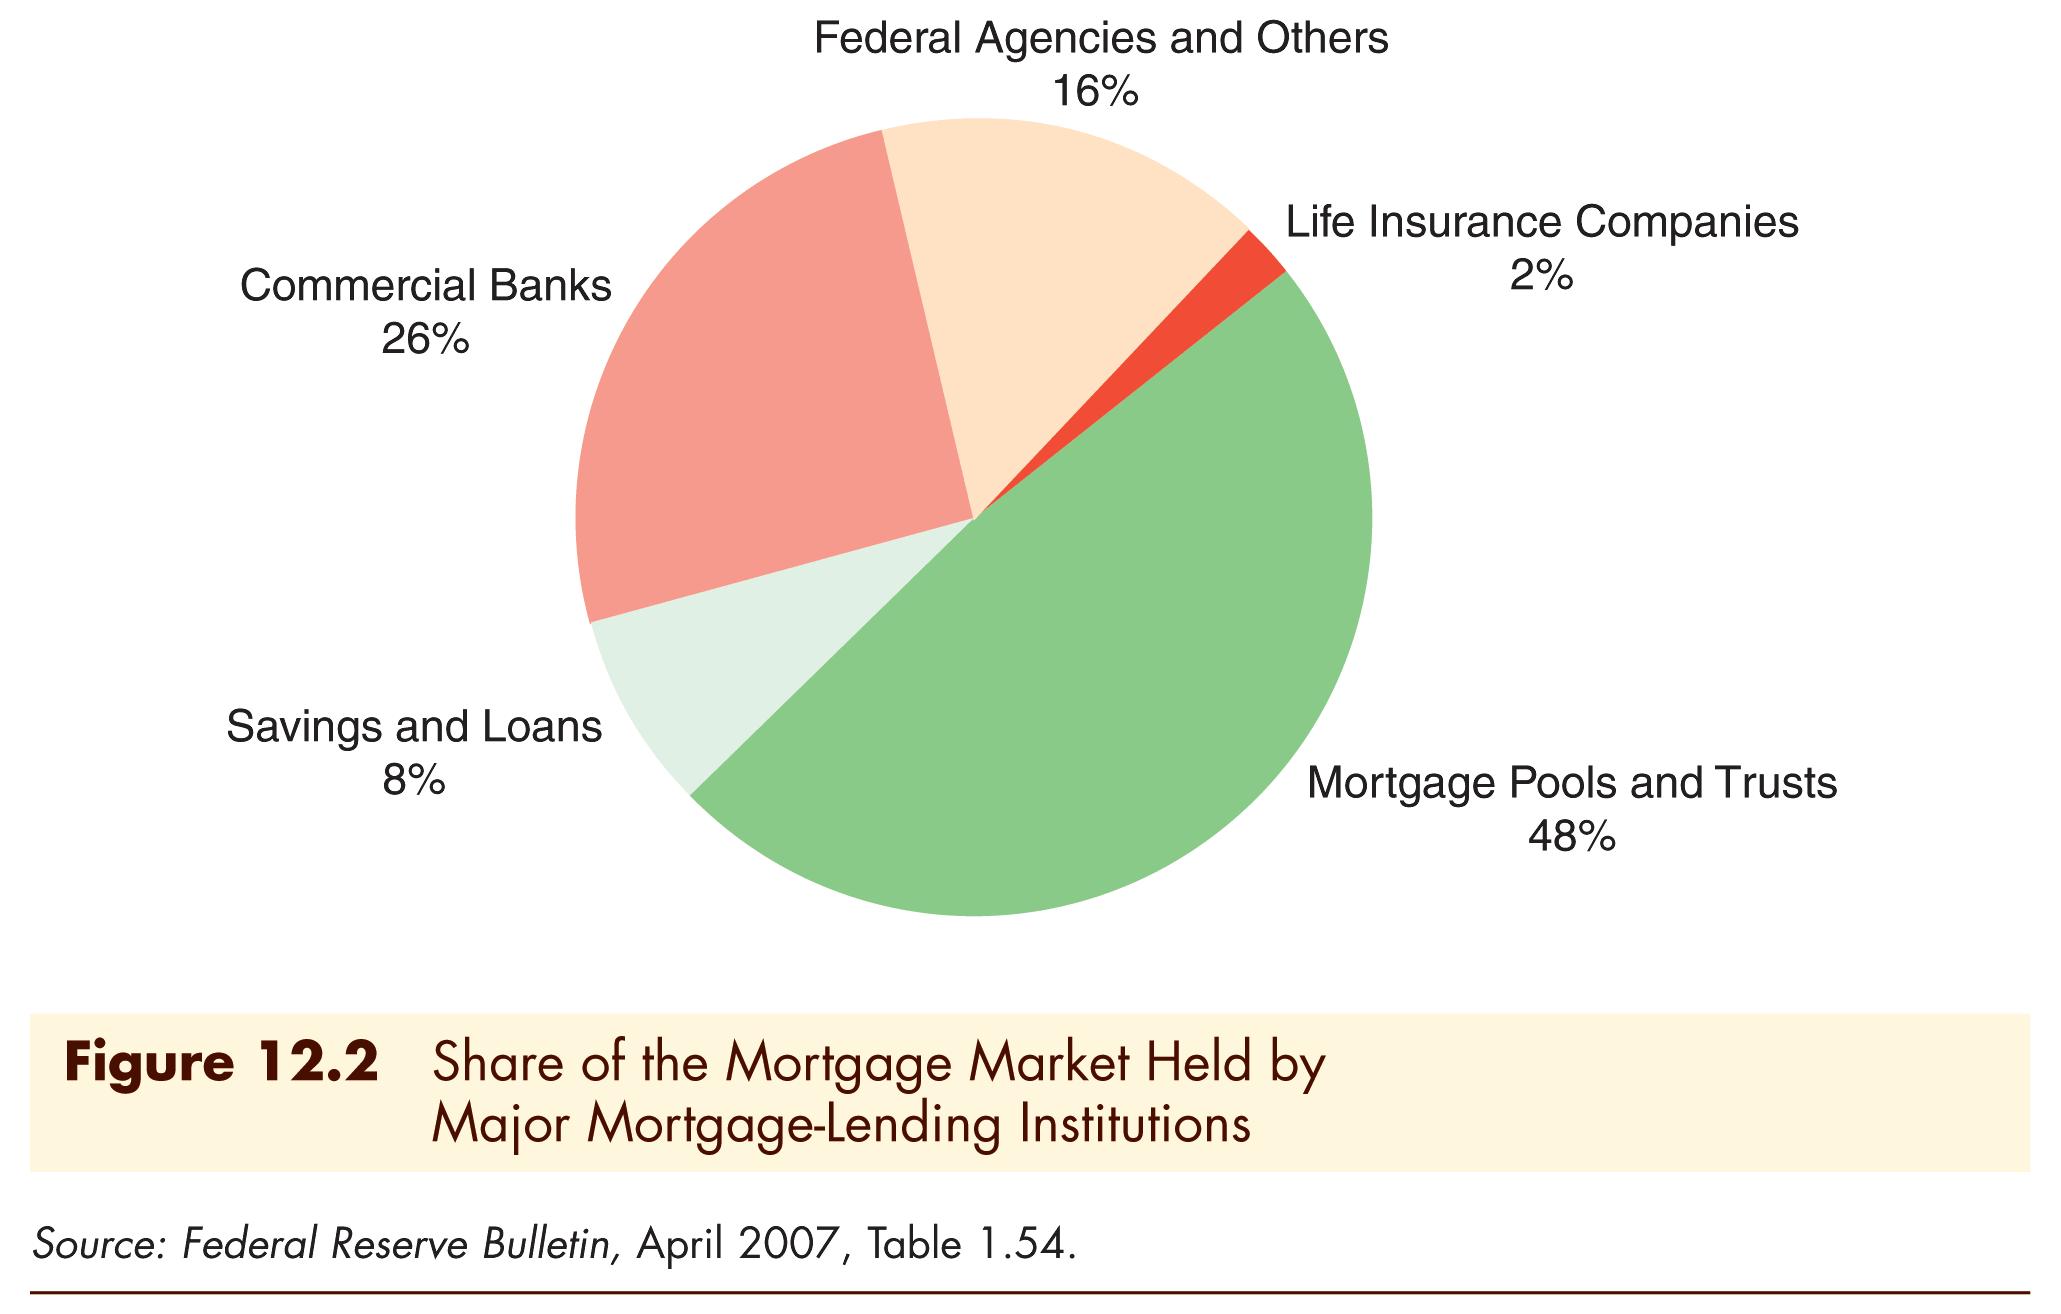 Federal Agencies and Others
16%
Life Insurance Companies
2%
Commercial Banks
26%
Savings and Loans
8%
Mortgage Pools and Trusts
48%
Figure 12.2 Share of the Mortgage Market Held by
Major Mortgage-Lending Institutions
Source: Federal Reserve Bulletin, April 2007, Table 1.54.